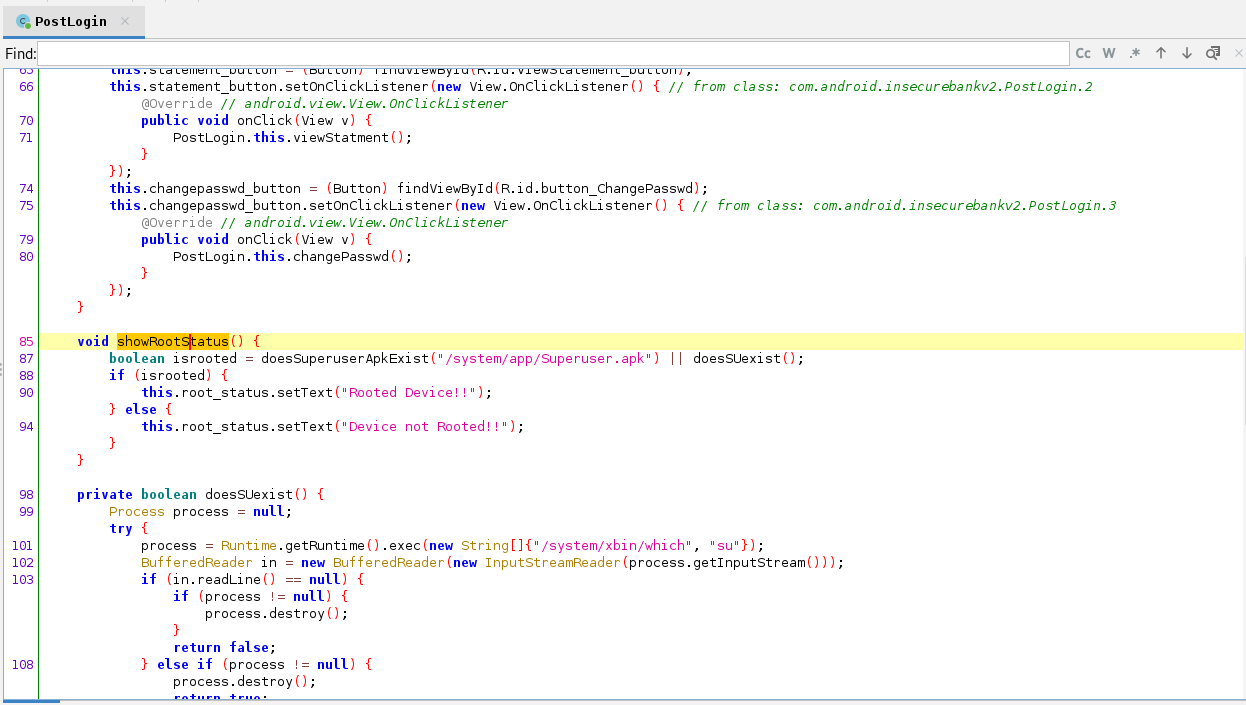 PostLogin
Find:
Cc W .*
65 this.statement_button = (Button) findViewById(R.id.ViewStatement_button);
66 this.statement_button.setOnClickListener(new View.OnClickListener() { // from class: com.android.insecurebankv2.PostLogin.2
@Override // android.view.View.OnClickListener
70 public void onClick(View v) {
71 PostLogin.this.viewStatment();
}
});
74 this.changepasswd_button = (Button) findViewById(R.id.button_ChangePasswd);
75 this.changepasswd_button.setOnClickListener(new View.OnClickListener() { // from class: com.android.insecurebankv2.PostLogin.3
@Override // android.view.View.OnClickListener
79 public void onClick(View v) {
80 PostLogin.this.changePasswd();
}
});
}
85 void showRootStatus() {
87 boolean isrooted = doesSuperuserApkExist("/system/app/Superuser.apk") || doesSUexist();
88 if (isrooted) {
90 this.root_status.setText("Rooted Device!!");
} else {
94 this.root_status.setText("Device not Rooted!!");
}
}
98 private boolean doesSUexist() {
99 Process process = null;
try {
101 process = Runtime.getRuntime().exec(new String[]{"/system/xbin/which", "su"});
102 BufferedReader in = new BufferedReader(new InputStreamReader(process.getInputStream()));
103 if (in.readLine() == null) {
if (process != null) {
process.destroy();
}
return false;
108 } else if (process != null) {
process.destroy();
return true;